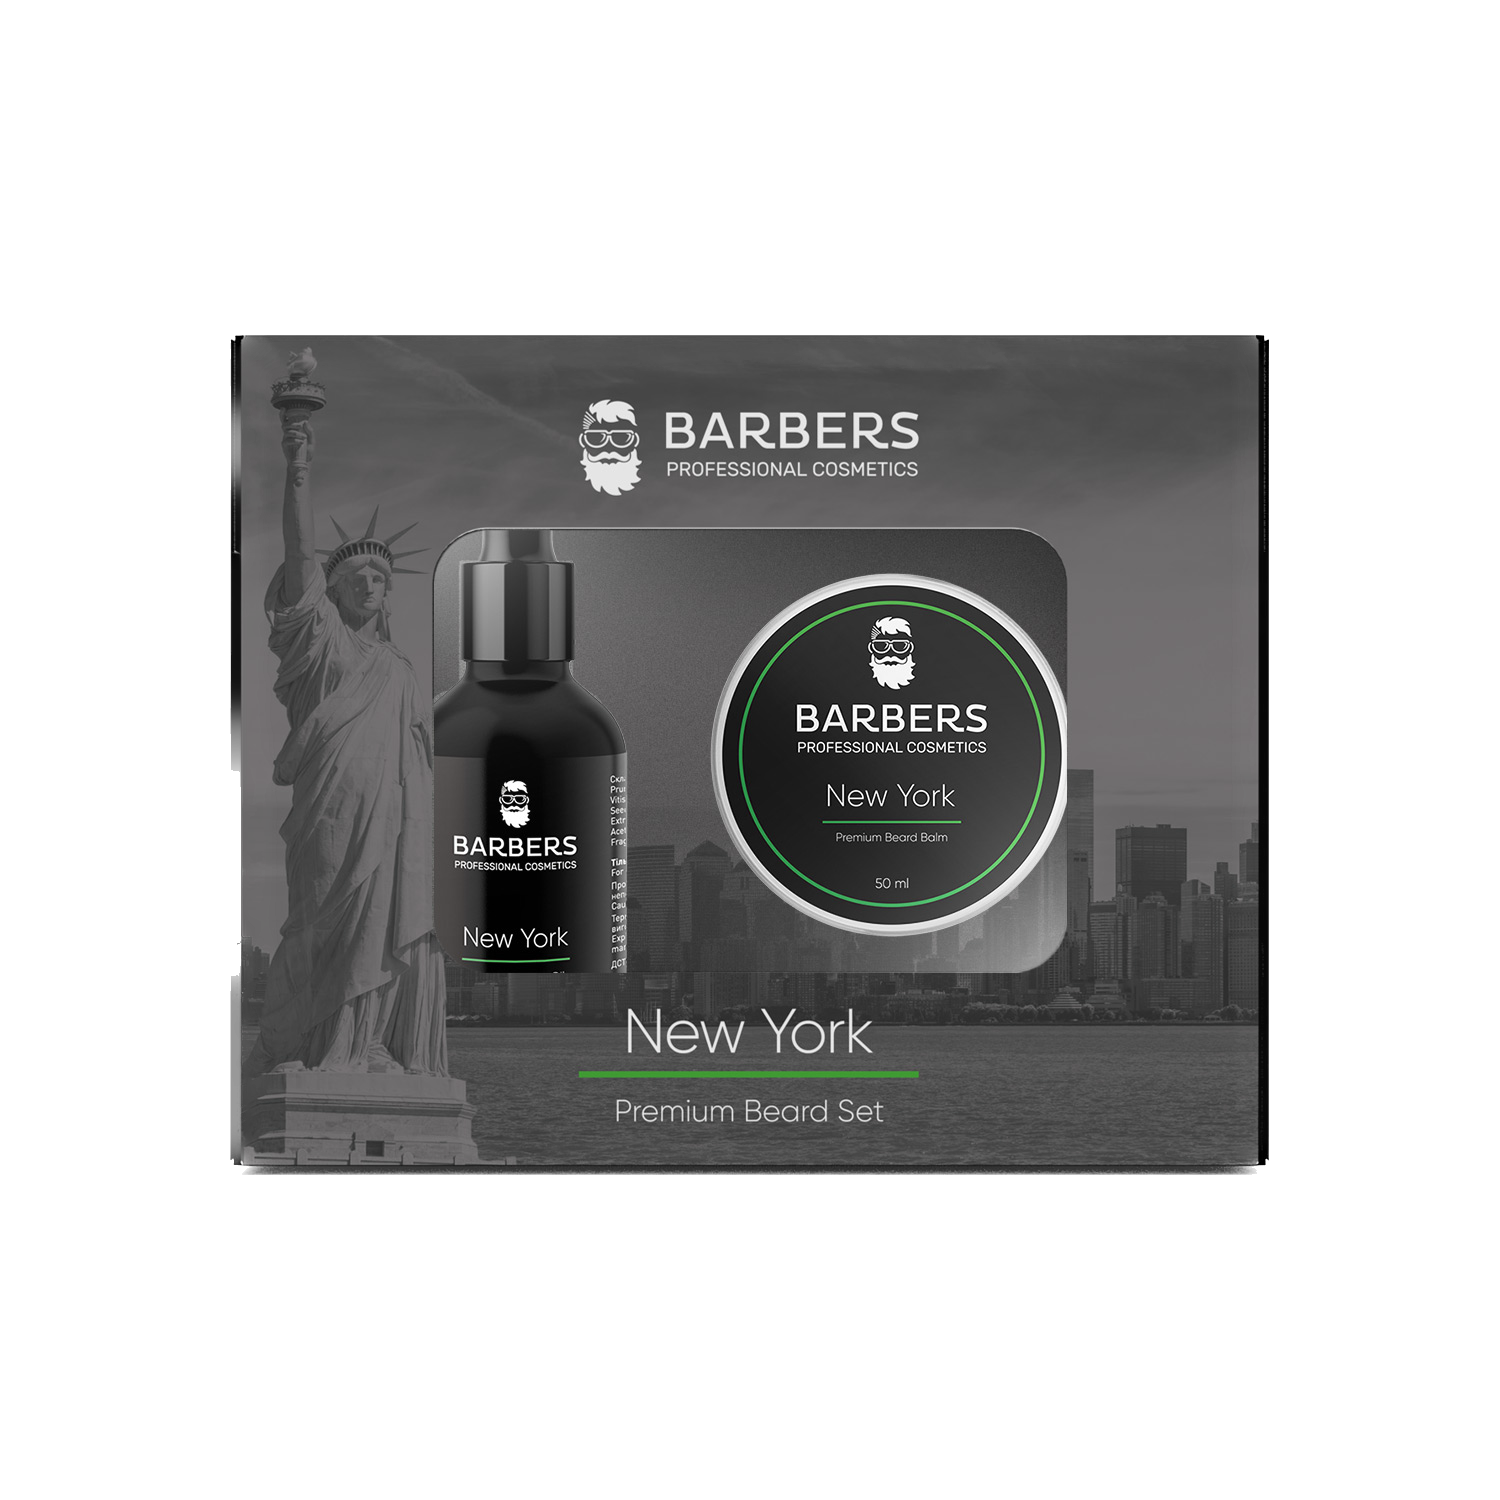 BARBERS
PROFESSIONAL COSMETICS
BARBERS
PROFESSIONAL COSMETICS
New York
BARBERS
PROFESSIONAL COSMETICS
New York
Premium Beard Balm
50 ml
New York
Premium Beard Set